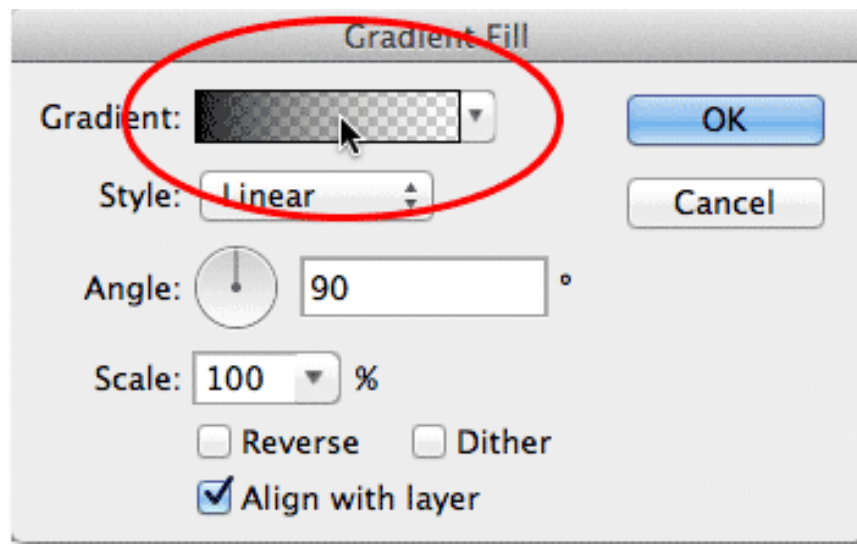 Gradient Fill
Gradient:
OK
Style: Linear
Cancel
Angle: 90 °
Scale: 100 %
Reverse Dither
Align with layer